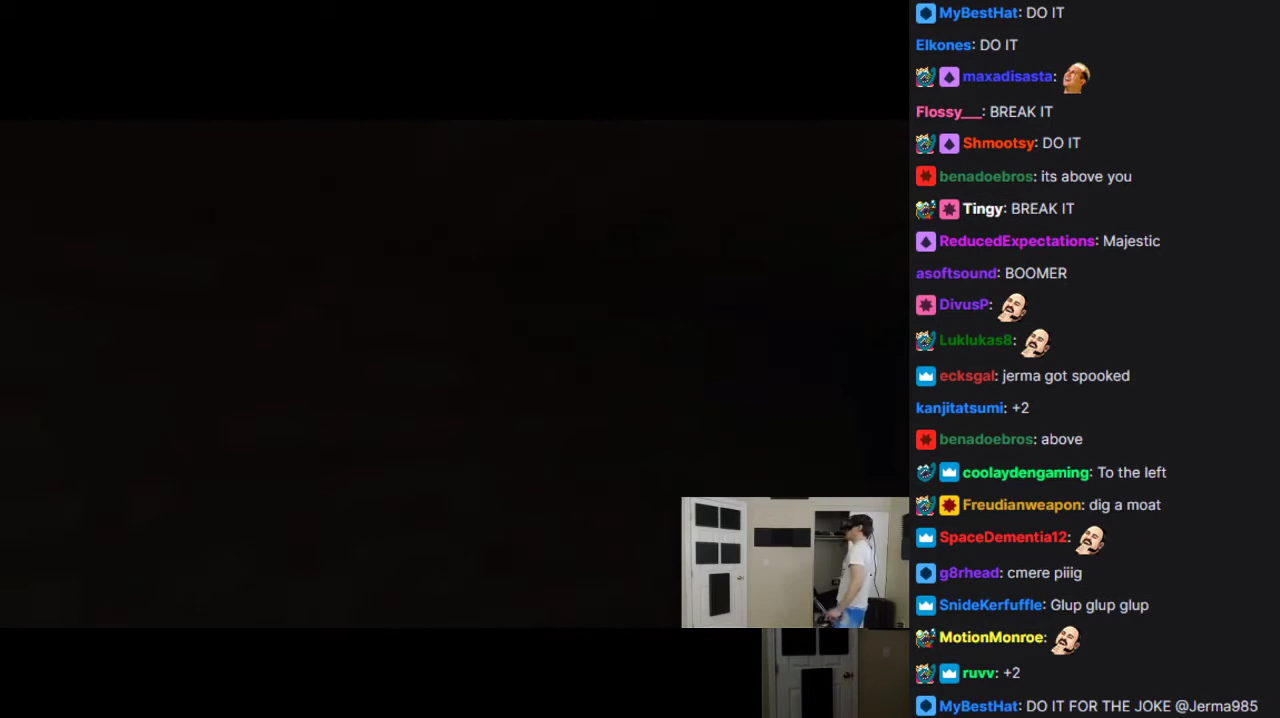 MyBestHat: DO IT
Elkones: DO IT
maxadisasta:
Flossy___: BREAK IT
Shmootsy: DO IT
benadoebros: its above you
Tingy: BREAK IT
ReducedExpectations: Majestic
asoftsound: BOOMER
DivusP:
Luklukas8:
ecksgal: jerma got spooked
kanjitatsumi: +2
benadoebros: above
coolaydengaming: To the left
Freudianweapon: dig a moat
SpaceDementia12:
g8rhead: cmere piiig
SnideKerfuffle: Glup glup glup
MotionMonroe:
ruvv: +2
MyBestHat: DO IT FOR THE JOKE @Jerma985